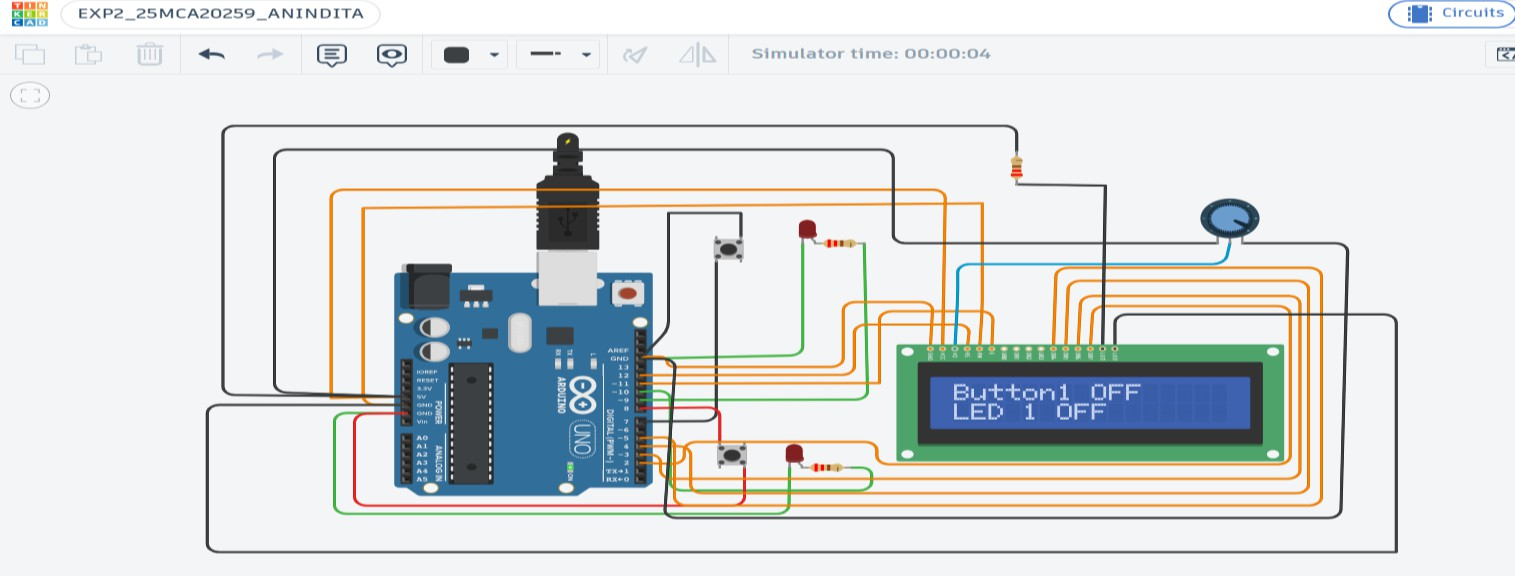 TIN
KER
CAD
EXP2_25MCA20259_ANINDITA
Circuits
Simulator time: 00:00:04
AREF
GND
13
12
~11
~10
~9
8
7
~6
~5
4
~3
2
TX→1
RX←0
DIGITAL (PWM~)
IOREF
RESET
3.3V
5V
GND
GND
Vin
POWER
A0
A1
A2
A3
A4
A5
ANALOG IN
RX
TX
L
ARDUINO
UNO
ON
Button1 OFF
LED 1 OFF